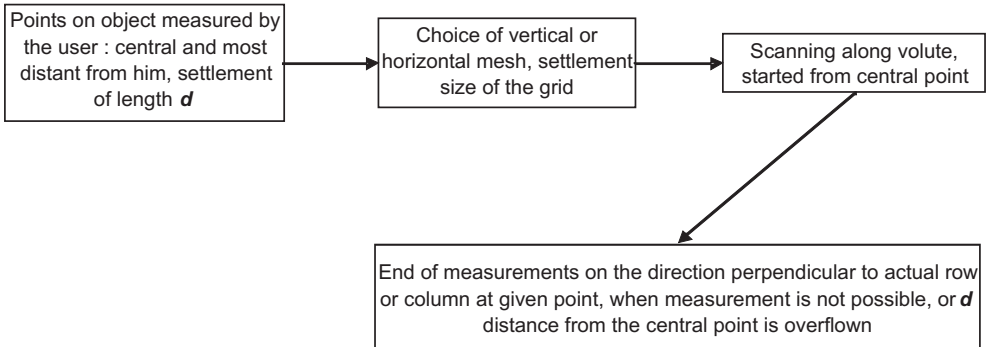 Points on object measured by
the user : central and most
distant from him, settlement
of length d
Choice of vertical or
horizontal mesh, settlement
size of the grid
Scanning along volute,
started from central point
End of measurements on the direction perpendicular to actual row
or column at given point, when measurement is not possible, or d
distance from the central point is overflown